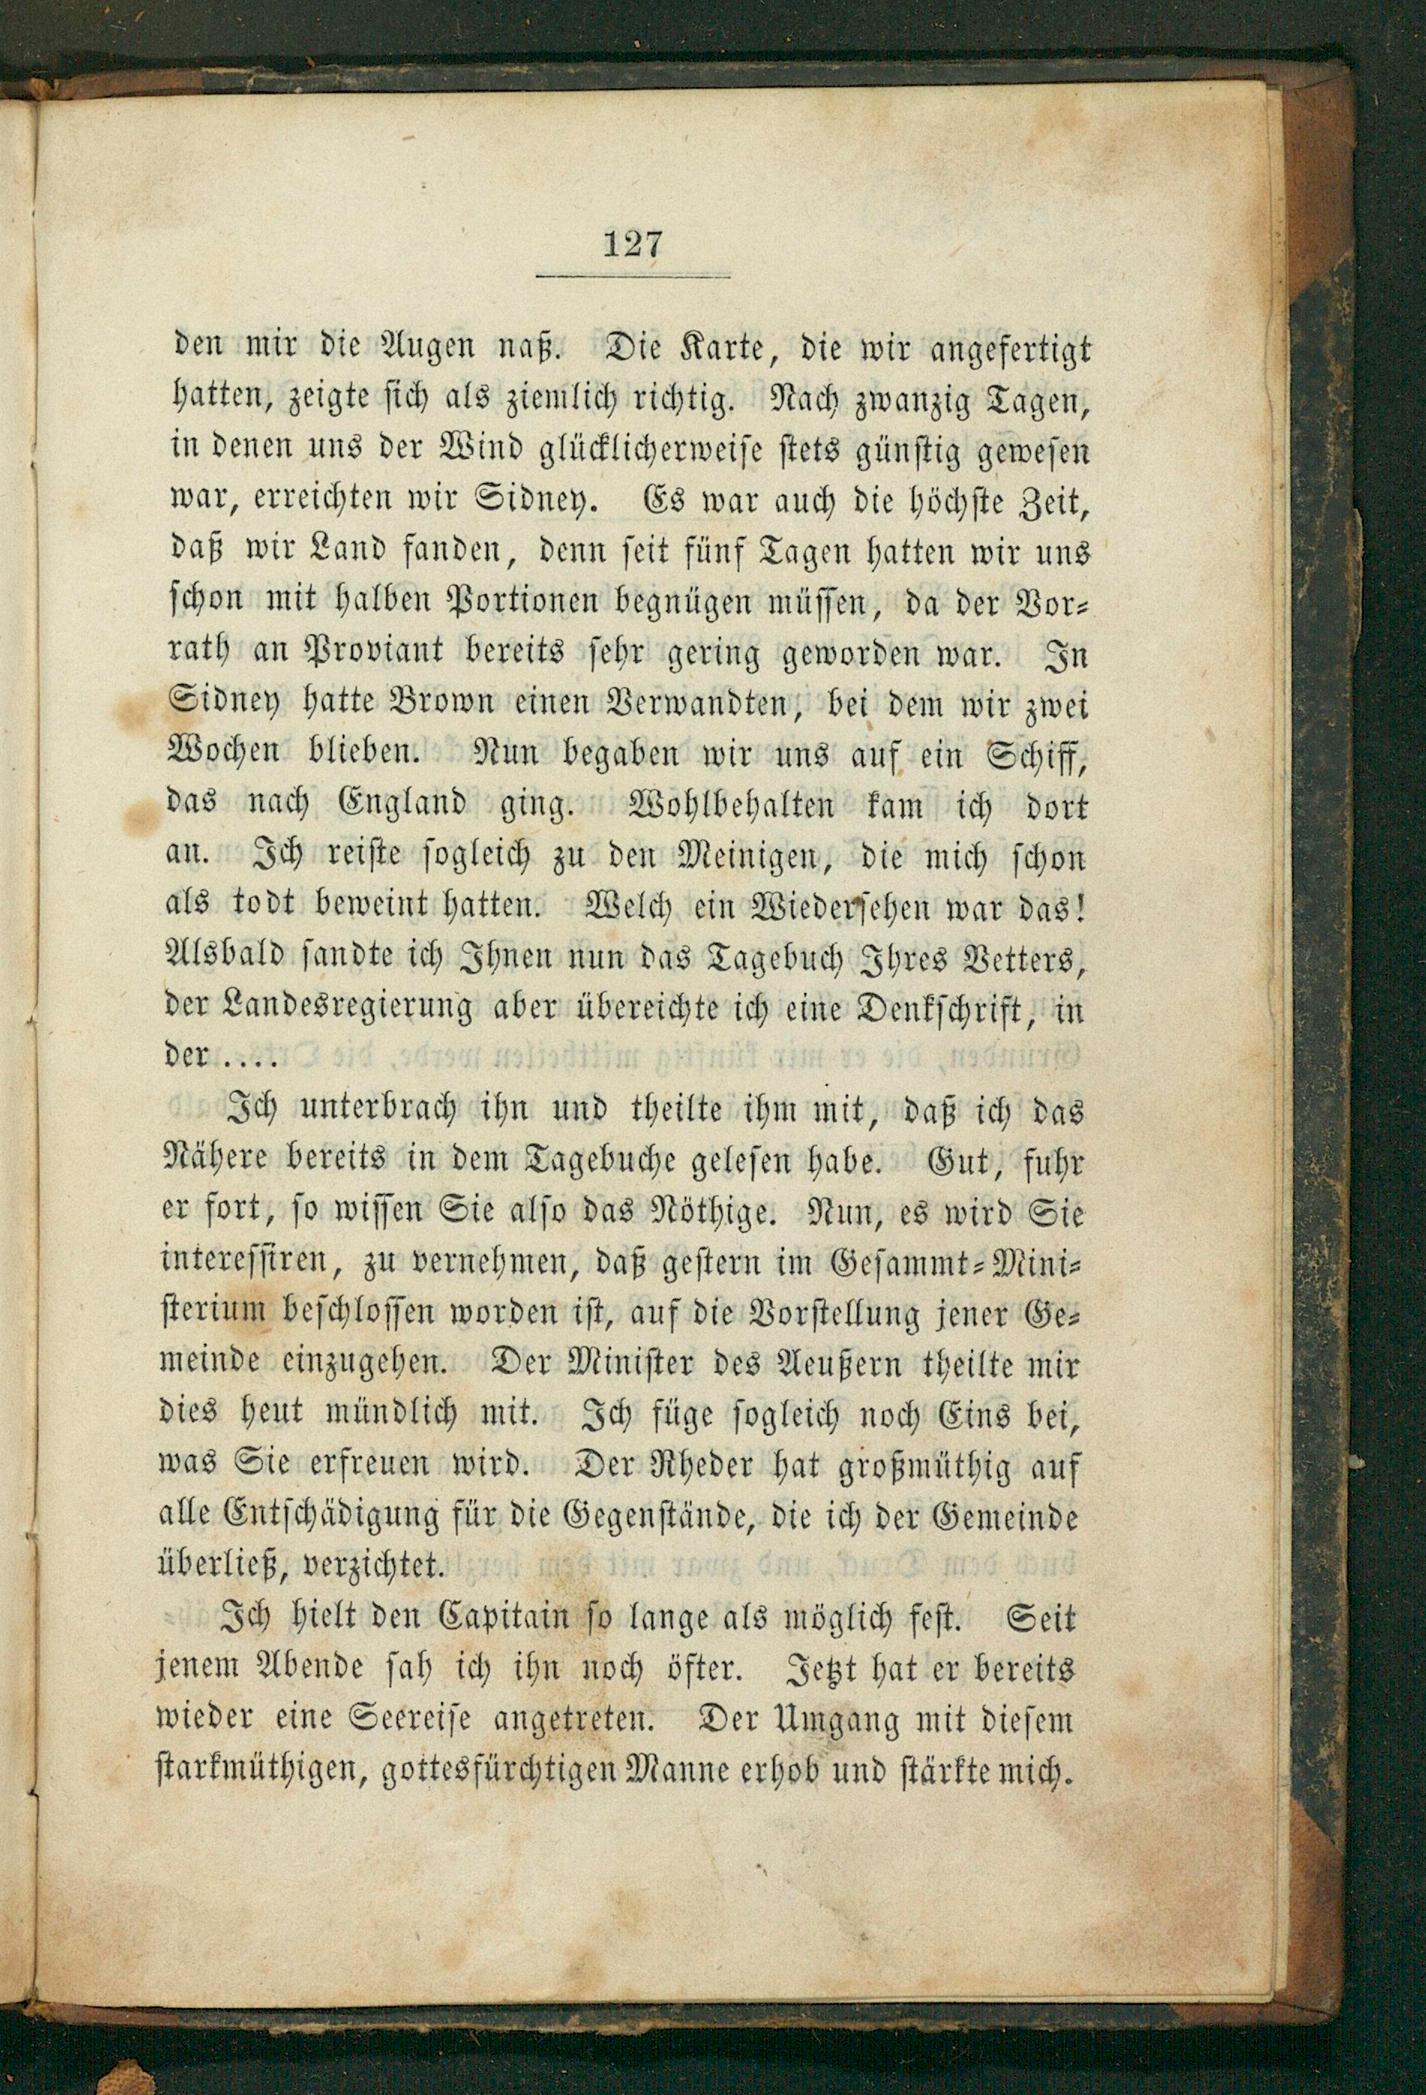 127
den mir die Augen naß. Die Karte, die wir angefertigt
hatten, zeigte sich als ziemlich richtig. Nach zwanzig Tagen,
in denen uns der Wind glücklicherweise stets günstig gewesen
war, erreichten wir Sidney. Es war auch die höchste Zeit,
daß wir Land fanden, denn seit fünf Tagen hatten wir uns
schon mit halben Portionen begnügen müssen, da der Vor-
rath an Proviant bereits sehr gering geworden war. In
Sidney hatte Brown einen Verwandten, bei dem wir zwei
Wochen blieben. Nun begaben wir uns auf ein Schiff,
das nach England ging. Wohlbehalten kam ich dort
an. Ich reiste sogleich zu den Meinigen, die mich schon
als todt beweint hatten. Welch ein Wiedersehen war das!
Alsbald sandte ich Ihnen nun das Tagebuch Ihres Vetters,
der Landesregierung aber übereichte ich eine Denkschrift, in
der ....
Ich unterbrach ihn und theilte ihm mit, daß ich das
Nähere bereits in dem Tagebuche gelesen habe. Gut, fuhr
er fort, so wissen Sie also das Nöthige. Nun, es wird Sie
interessiren, zu vernehmen, daß gestern im Gesammt-Mini-
sterium beschlossen worden ist, auf die Vorstellung jener Ge-
meinde einzugehen. Der Minister des Aeußern theilte mir
dies heut mündlich mit. Ich füge sogleich noch Eins bei,
was Sie erfreuen wird. Der Rheder hat großmüthig auf
alle Entschädigung für die Gegenstände, die ich der Gemeinde
überließ, verzichtet.
Ich hielt den Capitain so lange als möglich fest. Seit
jenem Abende sah ich ihn noch öfter. Jetzt hat er bereits
wieder eine Seereise angetreten. Der Umgang mit diesem
starkmüthigen, gottesfürchtigen Manne erhob und stärkte mich.